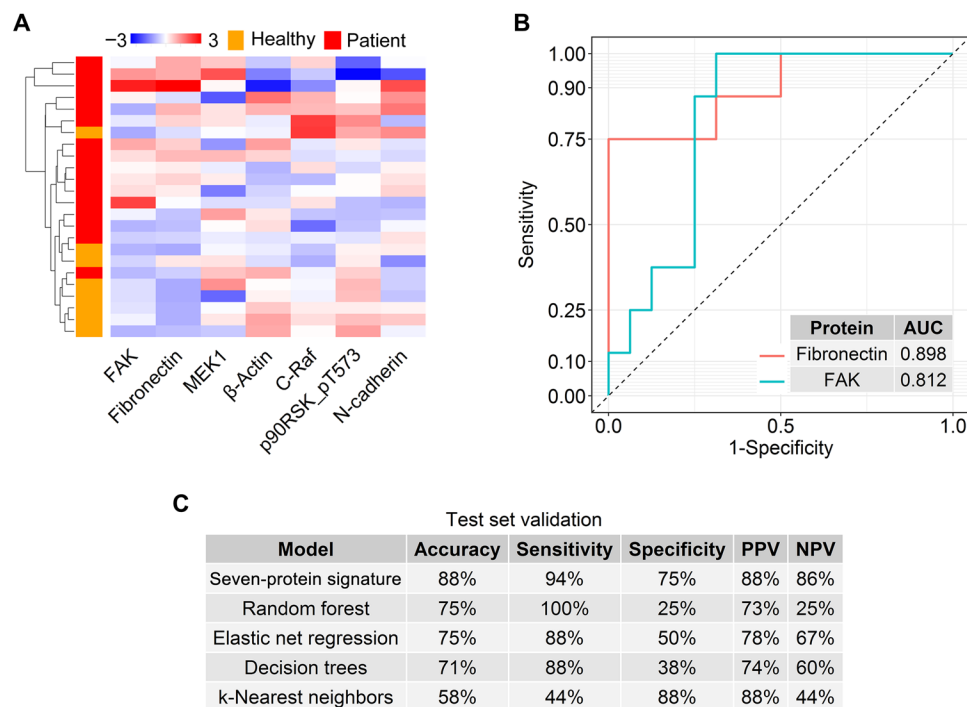 A
−3 3 Healthy Patient
FAK
Fibronectin
MEK1
β-Actin
C-Raf
p90RSK_pT573
N-cadherin
B
Sensitivity
1.00
0.90
0.75
0.50
0.25
0.10
0.00
0.0 0.5 1.0
1-Specificity
Protein AUC
Fibronectin 0.898
FAK 0.812
C
Test set validation
Model Accuracy Sensitivity Specificity PPV NPV
Seven-protein signature 88% 94% 75% 88% 86%
Random forest 75% 100% 25% 73% 25%
Elastic net regression 75% 88% 50% 78% 67%
Decision trees 71% 88% 38% 74% 60%
k-Nearest neighbors 58% 44% 88% 88% 44%